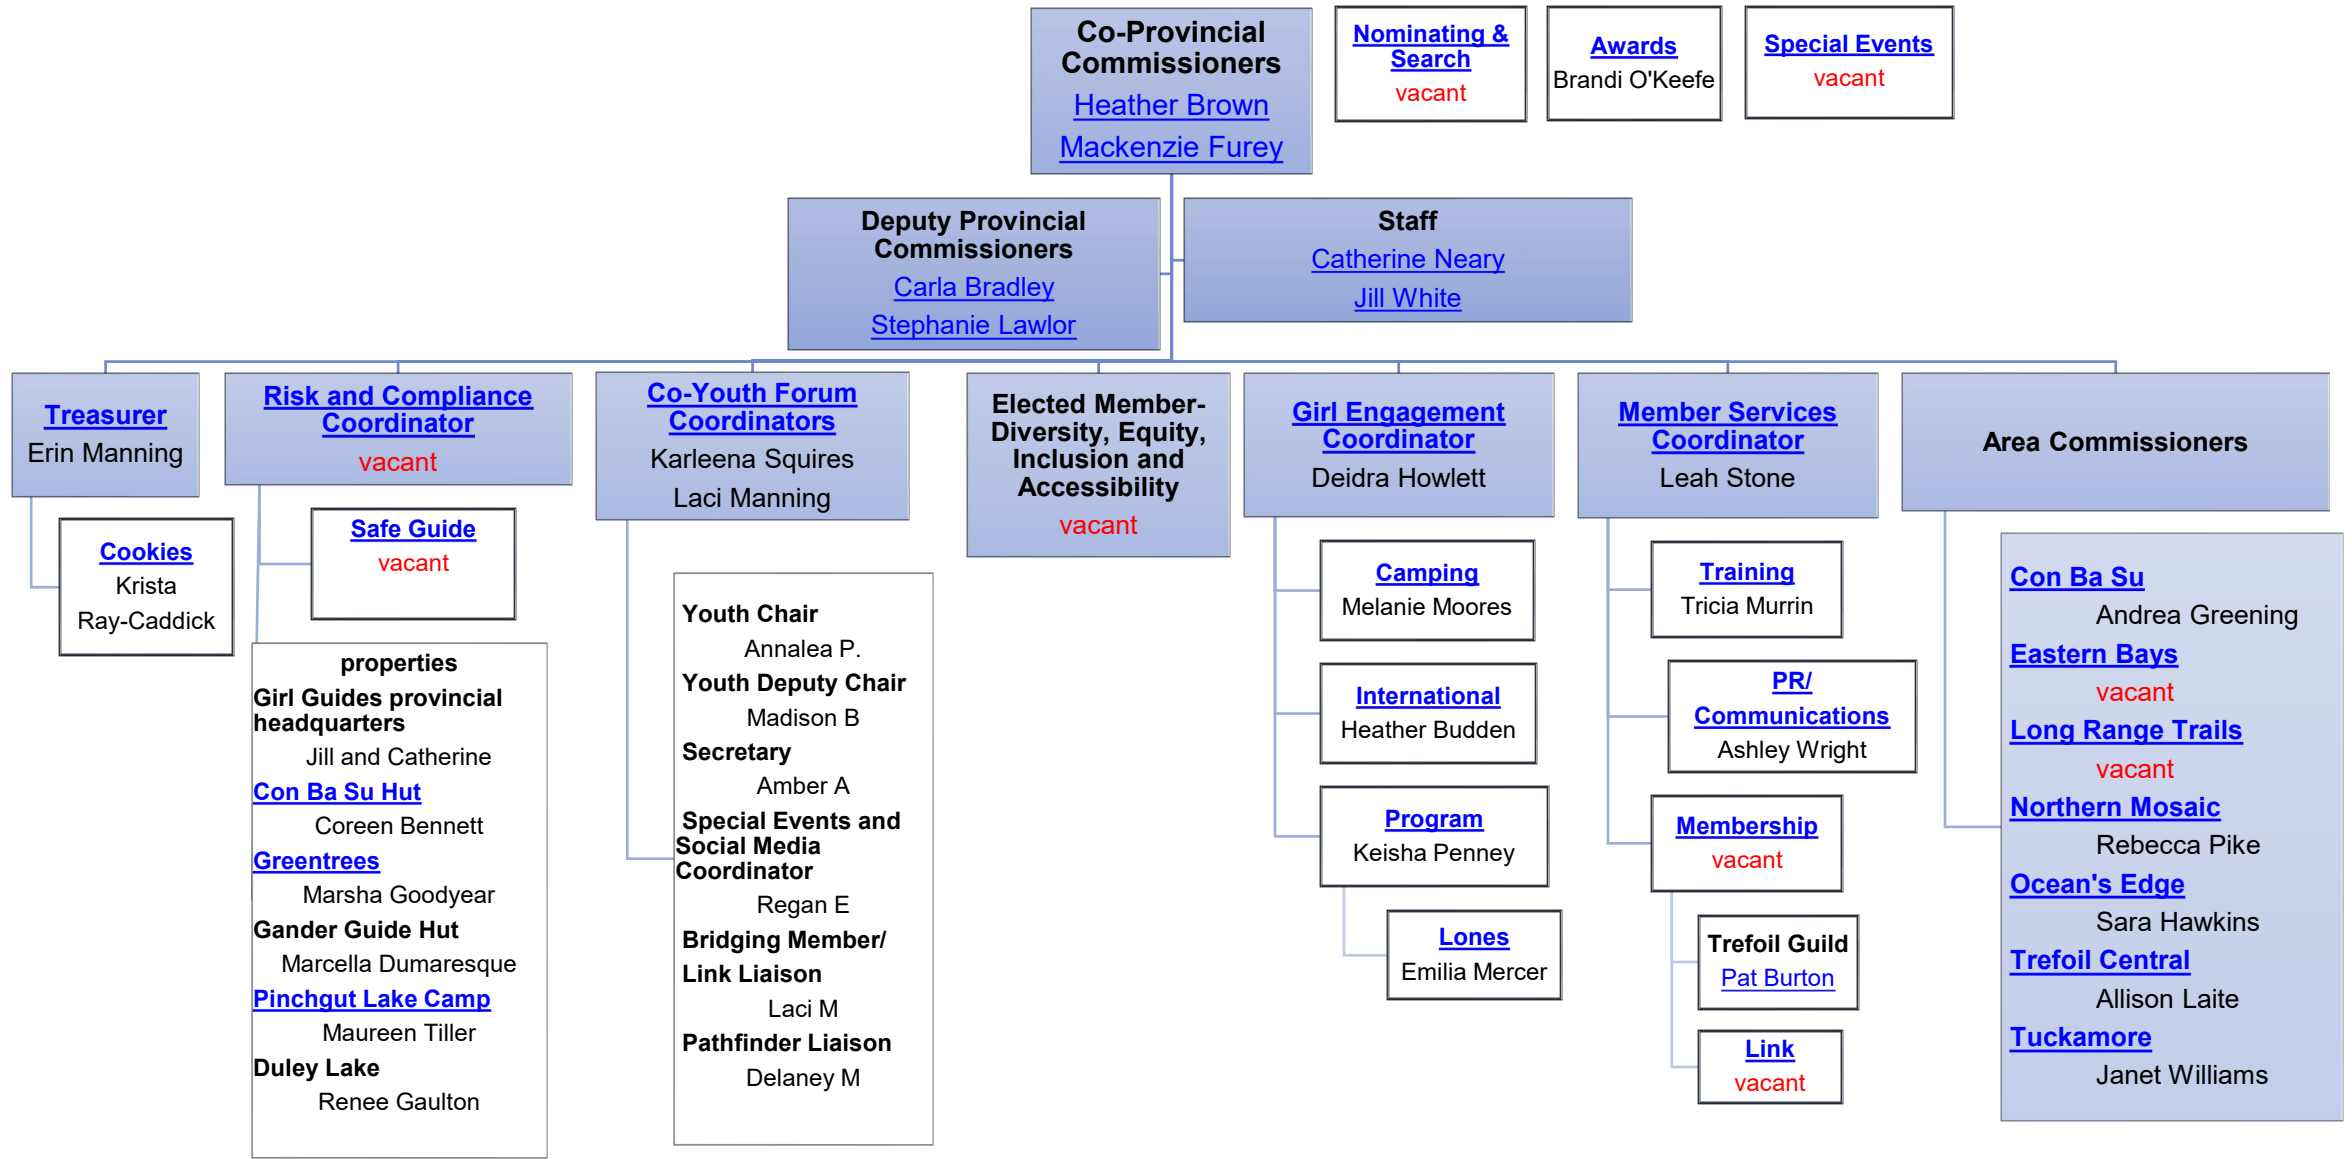 Co-Provincial
Commissioners
Heather Brown
Mackenzie Furey
Nominating &
Search
vacant
Awards
Brandi O'Keefe
Special Events
vacant
Deputy Provincial
Commissioners
Carla Bradley
Stephanie Lawlor
Staff
Catherine Neary
Jill White
Treasurer
Erin Manning
Cookies
Krista
Ray-Caddick
Risk and Compliance
Coordinator
vacant
Safe Guide
vacant
properties
Girl Guides provincial
headquarters
Jill and Catherine
Con Ba Su Hut
Coreen Bennett
Greentrees
Marsha Goodyear
Gander Guide Hut
Marcella Dumaresque
Pinchgut Lake Camp
Maureen Tiller
Duley Lake
Renee Gaulton
Co-Youth Forum
Coordinators
Karleena Squires
Laci Manning
Youth Chair
Annalea P.
Youth Deputy Chair
Madison B
Secretary
Amber A
Special Events and
Social Media
Coordinator
Regan E
Bridging Member/
Link Liaison
Laci M
Pathfinder Liaison
Delaney M
Elected Member-
Diversity, Equity,
Inclusion and
Accessibility
vacant
Girl Engagement
Coordinator
Deidra Howlett
Camping
Melanie Moores
International
Heather Budden
Program
Keisha Penney
Lones
Emilia Mercer
Member Services
Coordinator
Leah Stone
Training
Tricia Murrin
PR/
Communications
Ashley Wright
Membership
vacant
Trefoil Guild
Pat Burton
Link
vacant
Area Commissioners
Con Ba Su
Andrea Greening
Eastern Bays
vacant
Long Range Trails
vacant
Northern Mosaic
Rebecca Pike
Ocean's Edge
Sara Hawkins
Trefoil Central
Allison Laite
Tuckamore
Janet Williams